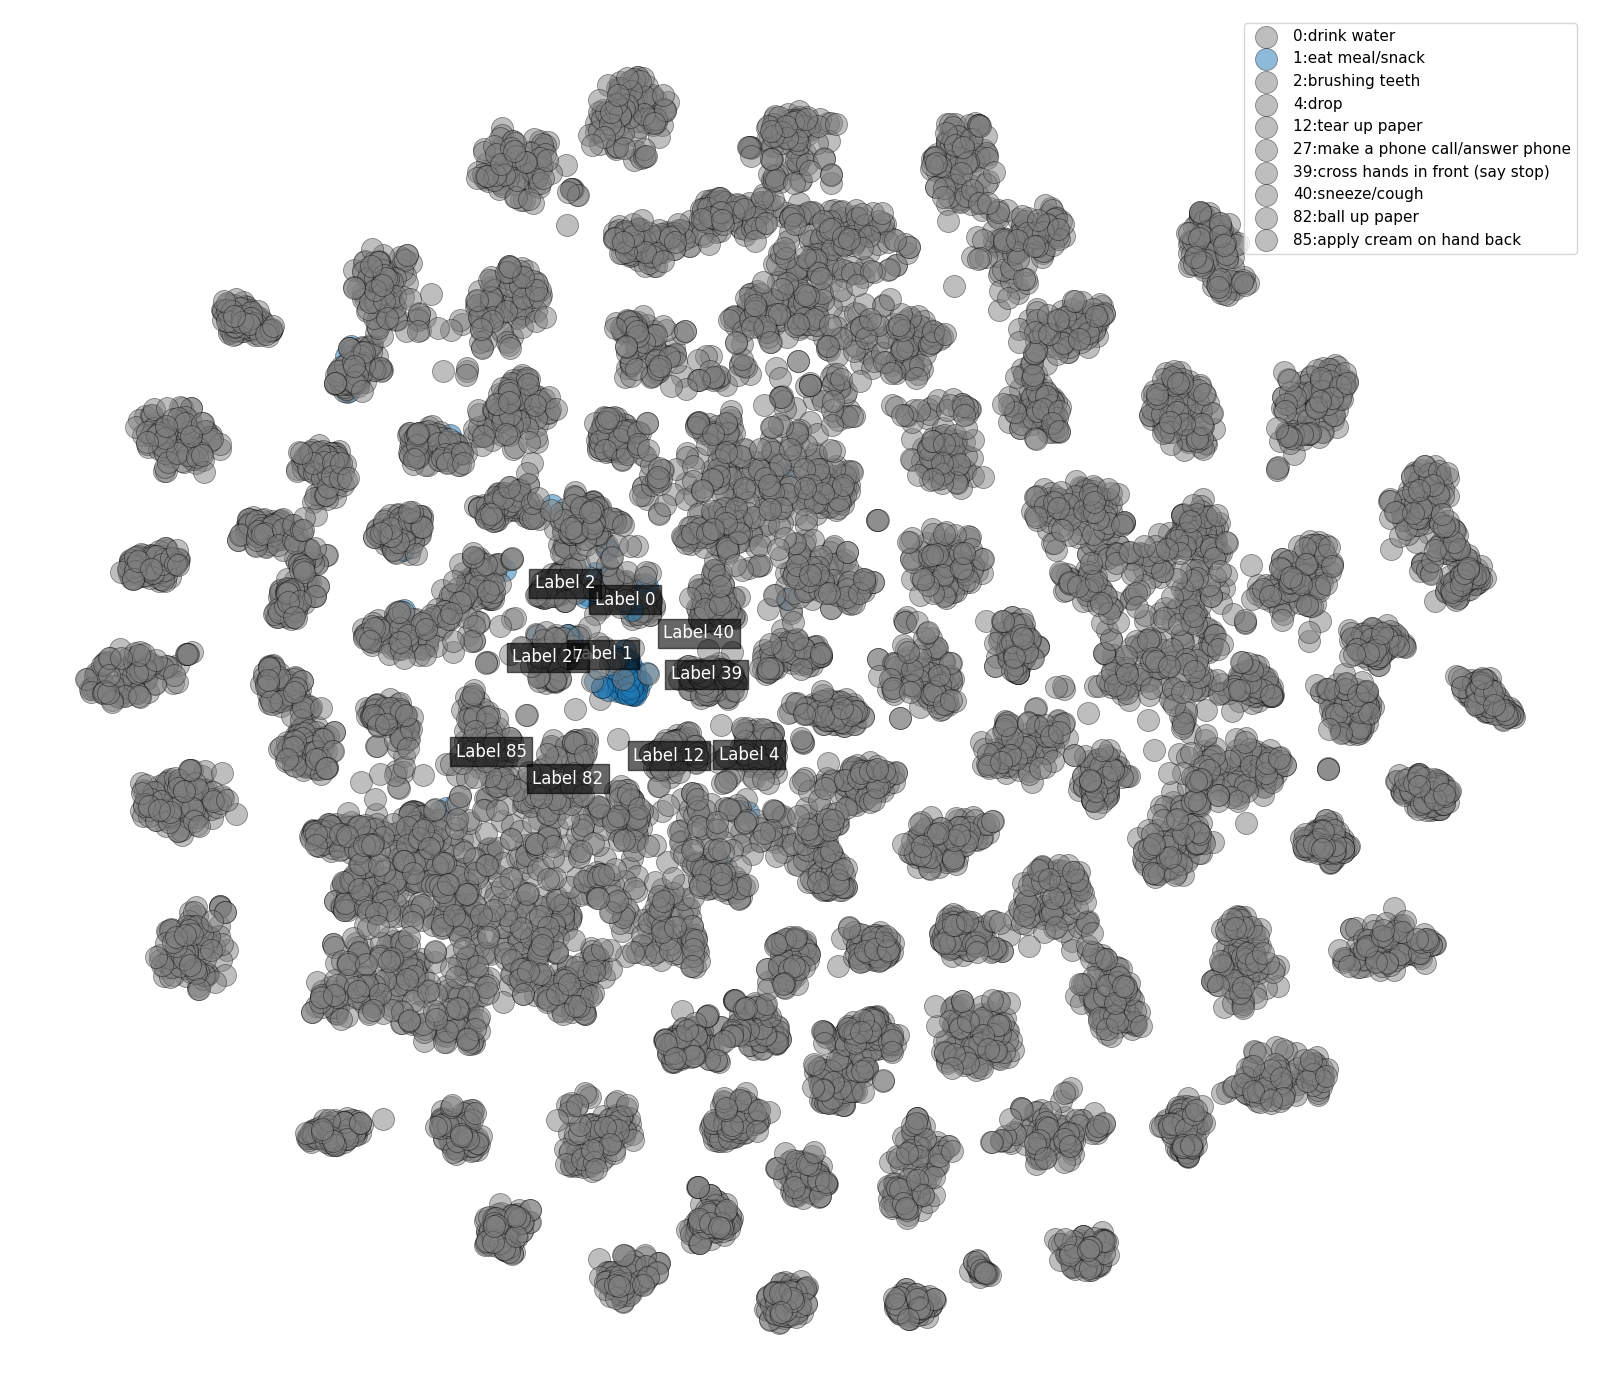 0:drink water
1:eat meal/snack
2:brushing teeth
4:drop
12:tear up paper
27:make a phone call/answer phone
39:cross hands in front (say stop)
40:sneeze/cough
82:ball up paper
85:apply cream on hand back
Label 2
Label 0
Label 40
Label 27
abel 1
Label 39
Label 85
Label 12
Label 4
Label 82